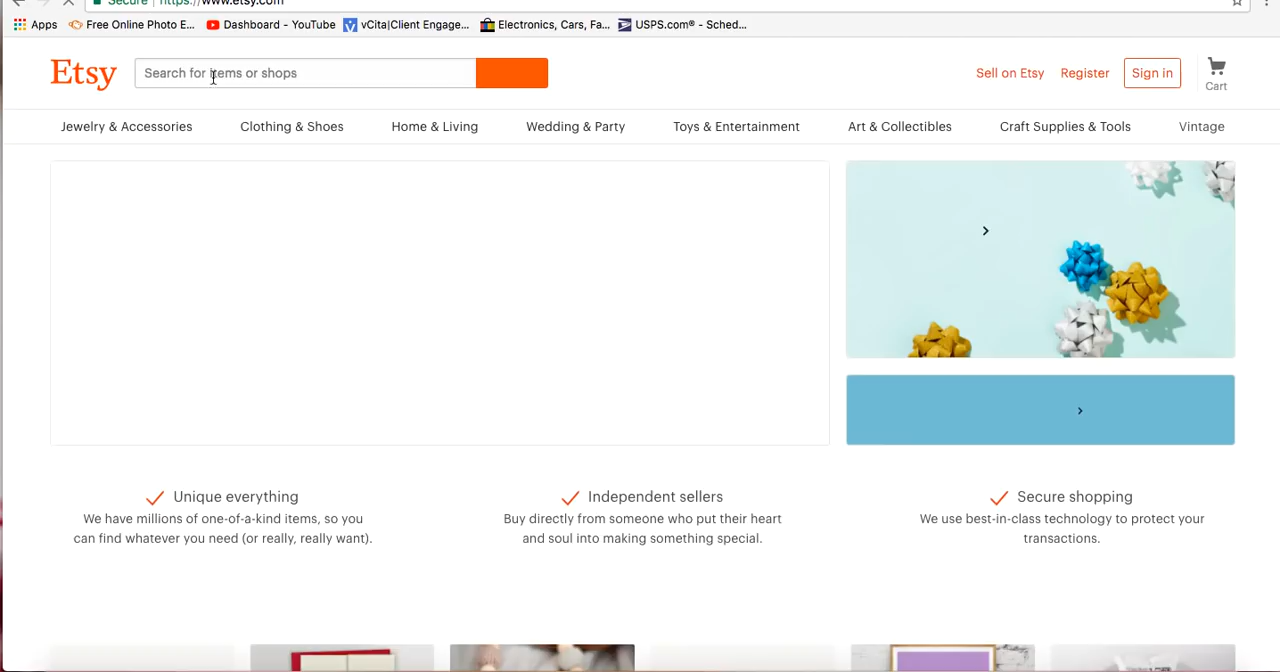 Secure https://www.etsy.com
Apps Free Online Photo E... Dashboard - YouTube vCita|Client Engage... Electronics, Cars, Fa... USPS.com® - Sched...
Etsy Search for items or shops Sell on Etsy Register Sign in Cart
Jewelry & Accessories Clothing & Shoes Home & Living Wedding & Party Toys & Entertainment Art & Collectibles Craft Supplies & Tools Vintage
Unique everything Independent sellers Secure shopping
We have millions of one-of-a-kind items, so you Buy directly from someone who put their heart We use best-in-class technology to protect your
can find whatever you need (or really, really want). and soul into making something special. transactions.